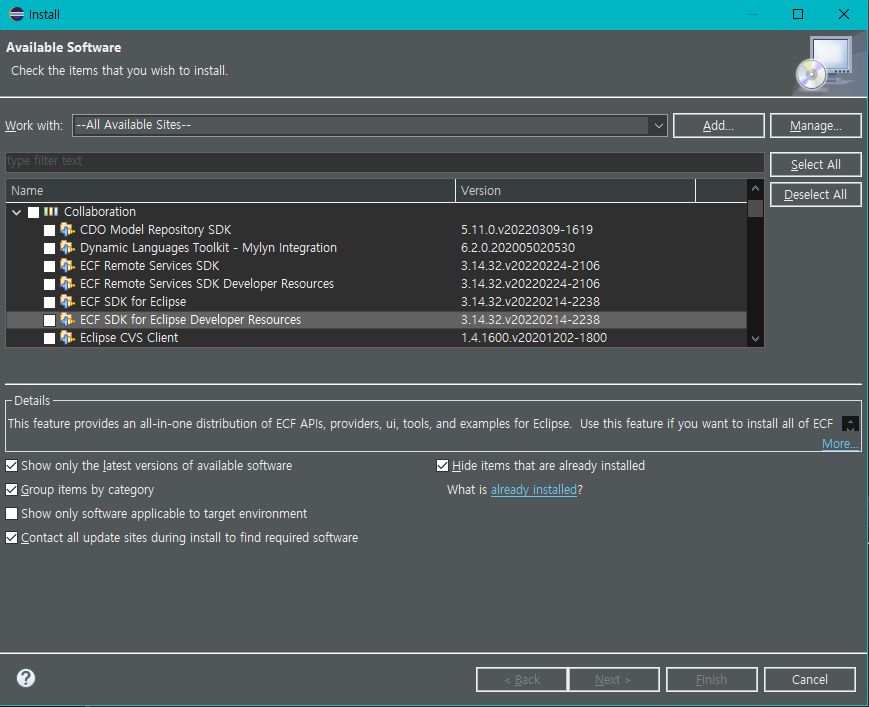 Install
Available Software
Check the items that you wish to install.
Work with: --All Available Sites-- Add... Manage...
type filter text Select All
Deselect All
Name Version
Collaboration
CDO Model Repository SDK 5.11.0.v20220309-1619
Dynamic Languages Toolkit - Mylyn Integration 6.2.0.202005020530
ECF Remote Services SDK 3.14.32.v20220224-2106
ECF Remote Services SDK Developer Resources 3.14.32.v20220224-2106
ECF SDK for Eclipse 3.14.32.v20220214-2238
ECF SDK for Eclipse Developer Resources 3.14.32.v20220214-2238
Eclipse CVS Client 1.4.1600.v20201202-1800
Details
This feature provides an all-in-one distribution of ECF APIs, providers, ui, tools, and examples for Eclipse. Use this feature if you want to install all of ECF
More...
Show only the latest versions of available software Hide items that are already installed
Group items by category What is already installed?
Show only software applicable to target environment
Contact all update sites during install to find required software
? < Back Next > Finish Cancel